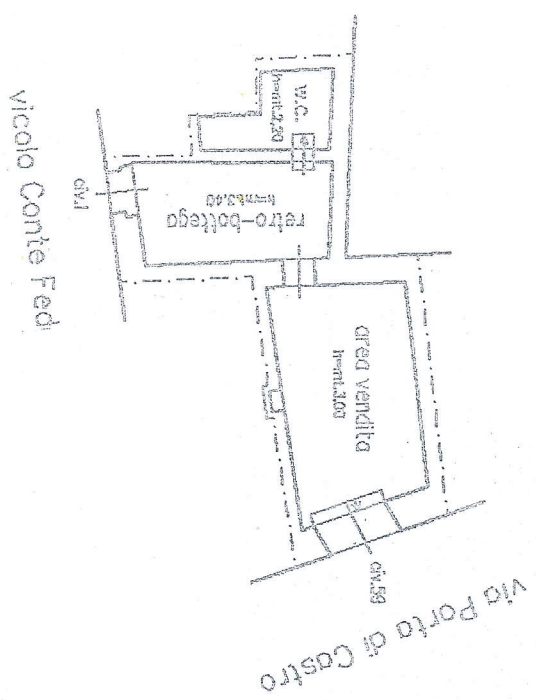 W.C.
h=mt.2,20
retro-bottega
h=mt.3,40
civ.1
vicolo Conte Fedi
area vendita
h=mt.3,00
civ.59
via Porta di Castro